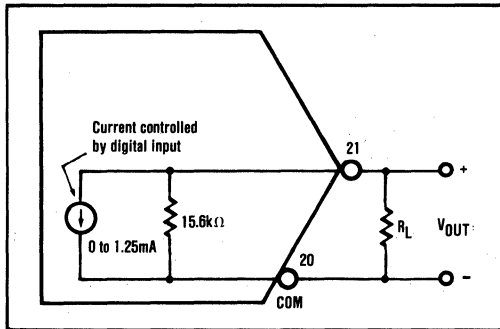 Current controlled
by digital input
21
+
15.6kΩ
R_L
V_OUT
0 to 1.25mA
20
COM
-